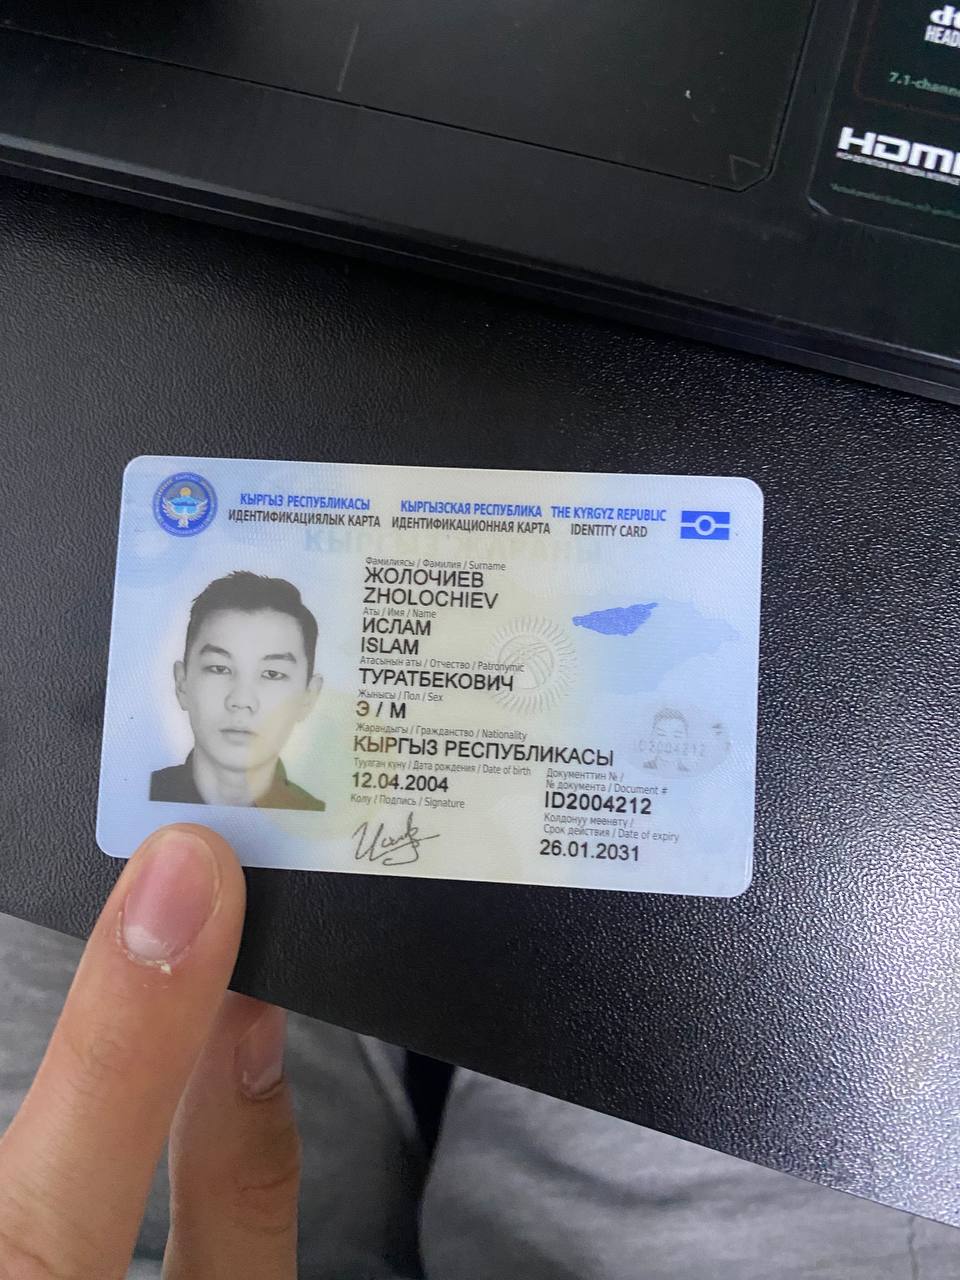 HEAD
7.1-chann
HDMI
КЫРГЫЗ РЕСПУБЛИКАСЫ КЫРГЫЗСКАЯ РЕСПУБЛИКА THE KYRGYZ REPUBLIC
ИДЕНТИФИКАЦИЯЛЫК КАРТА ИДЕНТИФИКАЦИОННАЯ КАРТА IDENTITY CARD
Фамилиясы / Фамилия / Surname
ЖОЛОЧИЕВ
ZHOLOCHIEV
Аты / Имя / Name
ИСЛАМ
ISLAM
Атасынын аты / Отчество / Patronymic
ТУРАТБЕКОВИЧ
Жынысы / Пол / Sex
Э / М
Жарандыгы / Гражданство / Nationality
КЫРГЫЗ РЕСПУБЛИКАСЫ
Туулган күнү / Дата рождения / Date of birth
12.04.2004
Документтин № /
№ документа / Document #
ID2004212
Колу / Подпись / Signature
Колдонуу мөөнөтү /
Срок действия / Date of expiry
26.01.2031
ID2004212